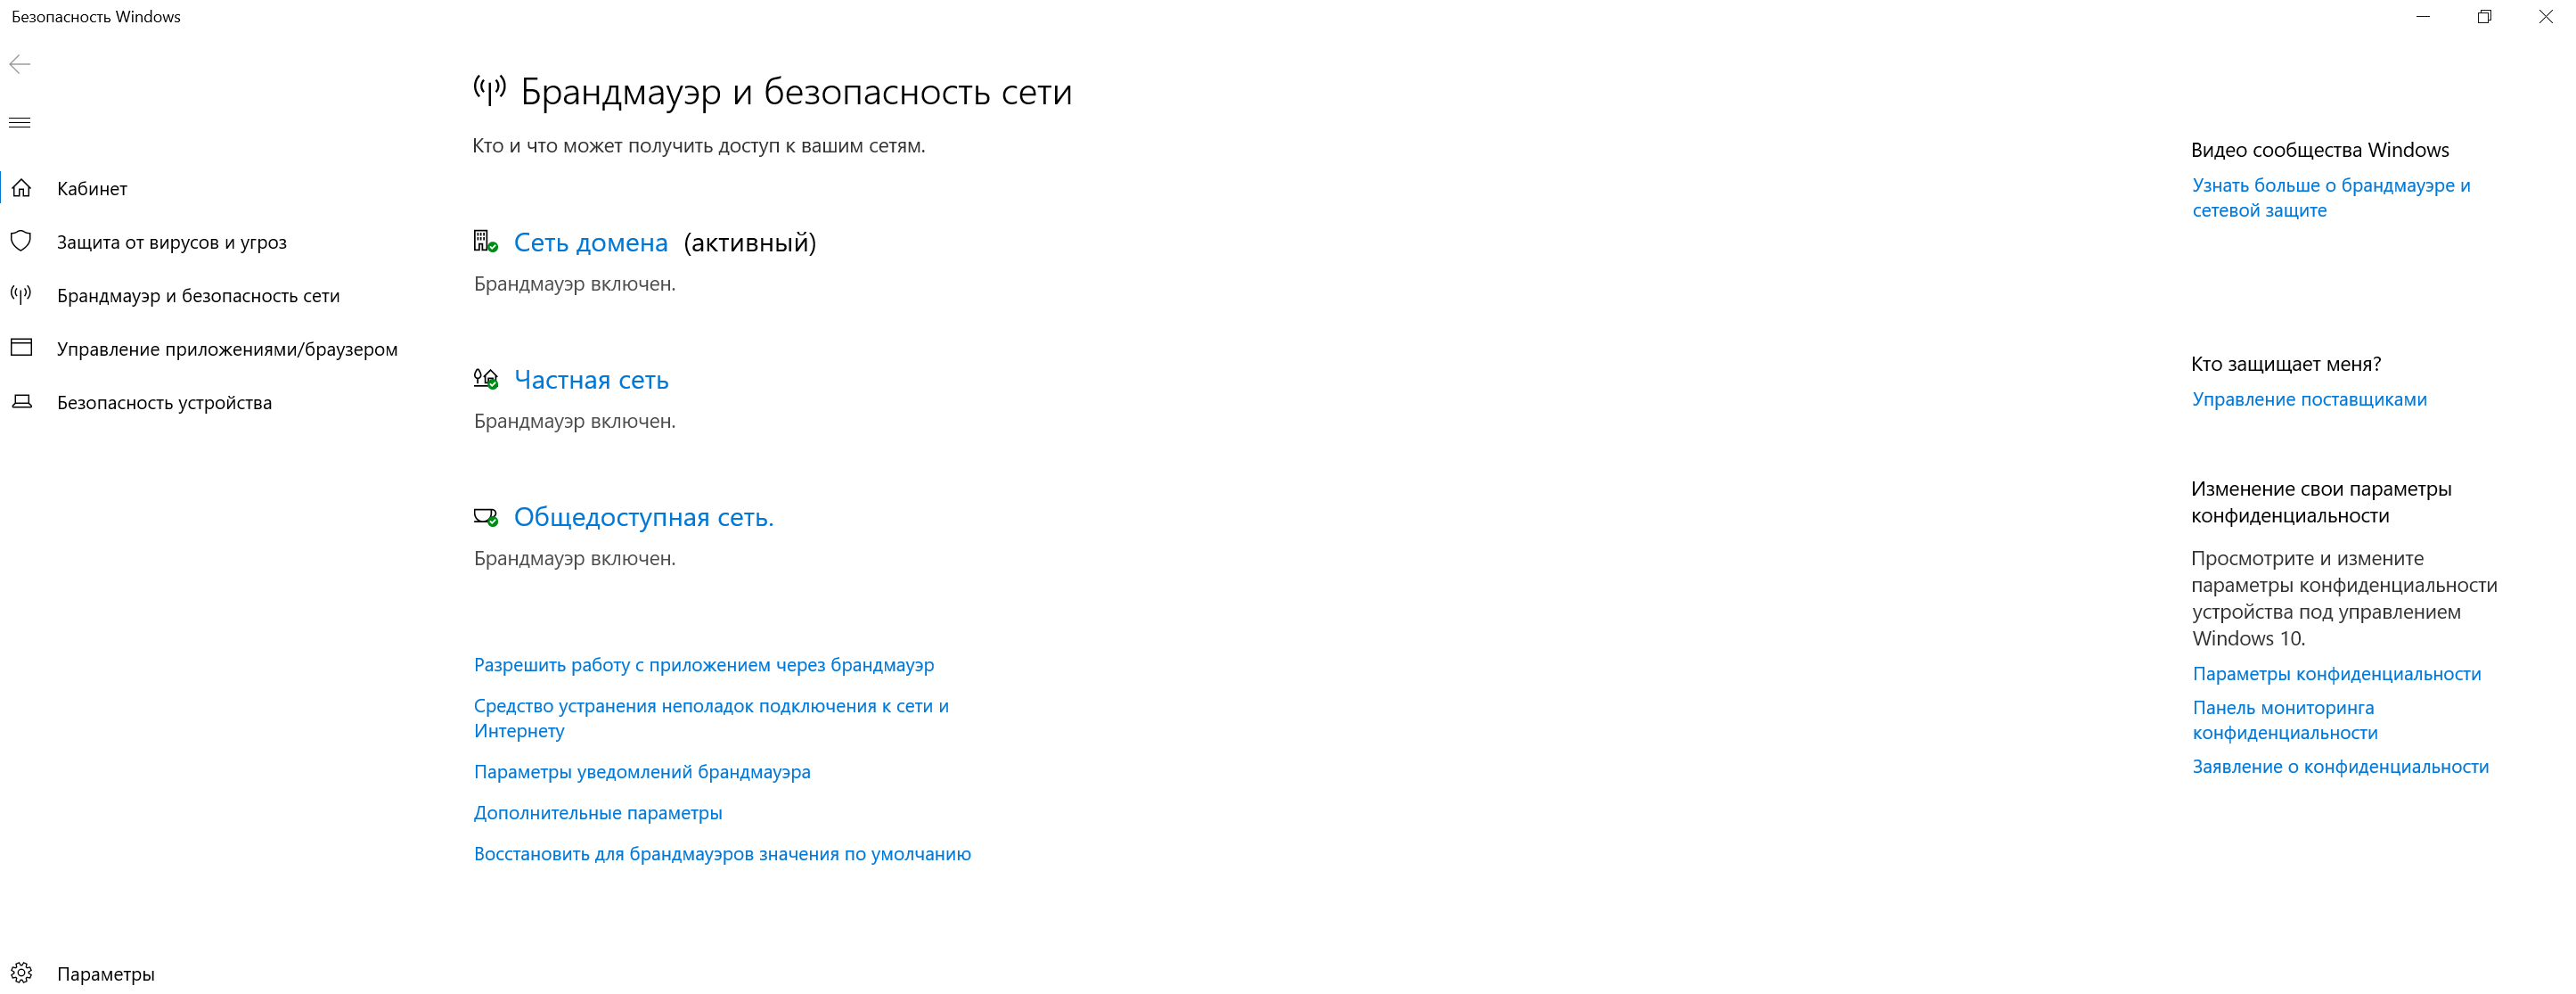 Безопасность Windows
Кабинет
Защита от вирусов и угроз
Брандмауэр и безопасность сети
Управление приложениями/браузером
Безопасность устройства
Параметры
Брандмауэр и безопасность сети
Кто и что может получить доступ к вашим сетям.
Сеть домена (активный)
Брандмауэр включен.
Частная сеть
Брандмауэр включен.
Общедоступная сеть.
Брандмауэр включен.
Разрешить работу с приложением через брандмауэр
Средство устранения неполадок подключения к сети и
Интернету
Параметры уведомлений брандмауэра
Дополнительные параметры
Восстановить для брандмауэров значения по умолчанию
Видео сообщества Windows
Узнать больше о брандмауэре и
сетевой защите
Кто защищает меня?
Управление поставщиками
Изменение свои параметры
конфиденциальности
Просмотрите и измените
параметры конфиденциальности
устройства под управлением
Windows 10.
Параметры конфиденциальности
Панель мониторинга
конфиденциальности
Заявление о конфиденциальности